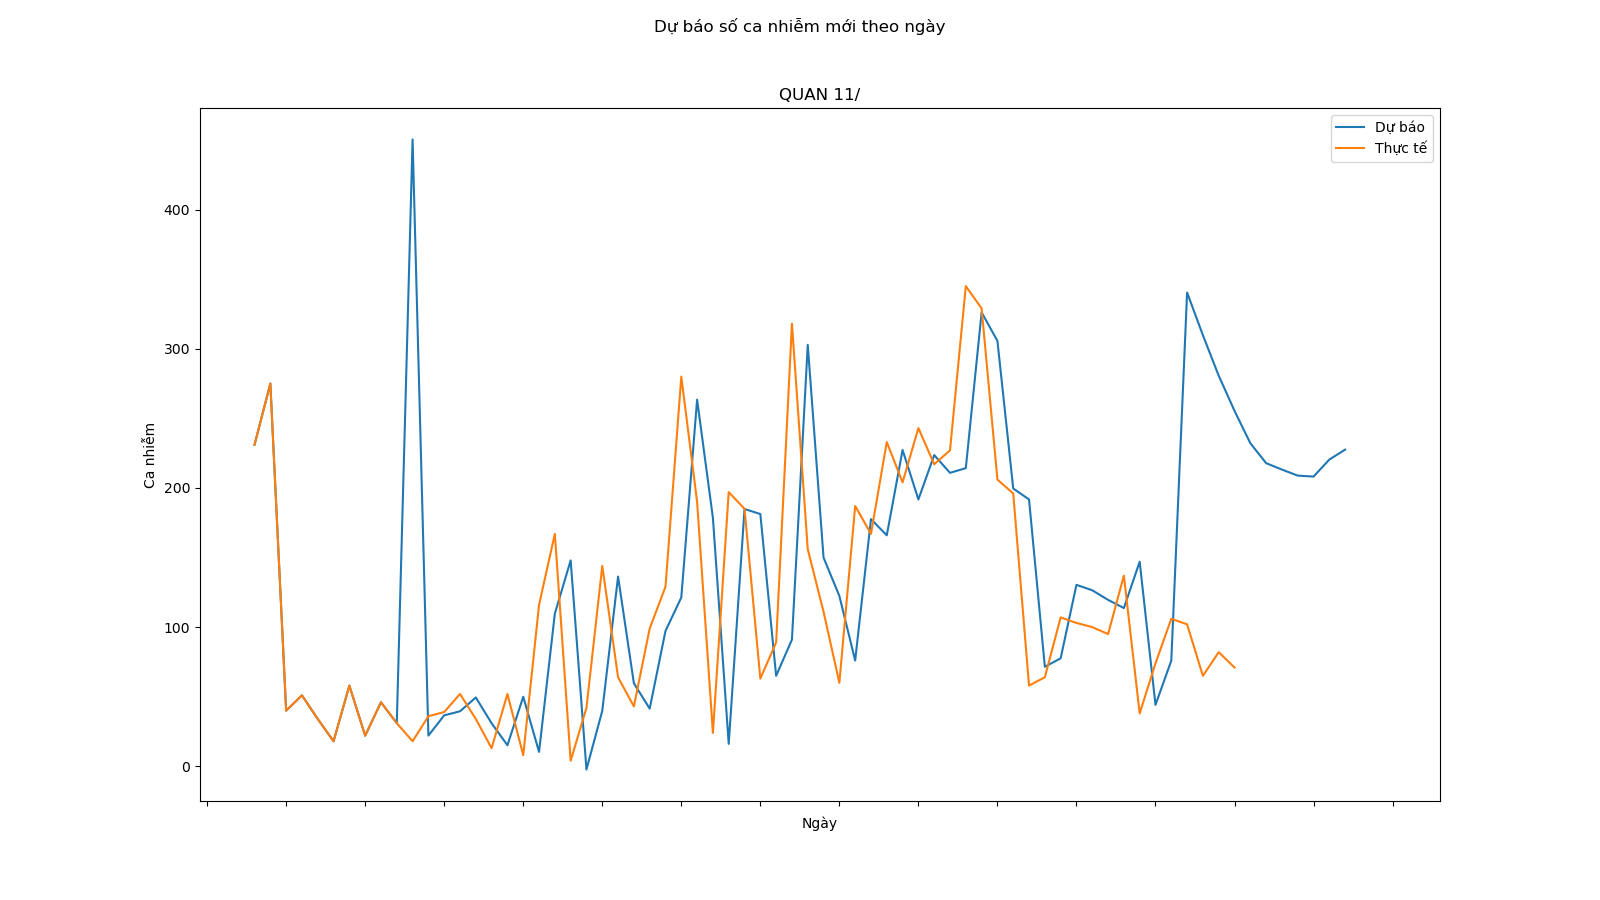 Dự báo số ca nhiễm mới theo ngày
QUAN 11/
Dự báo
Thực tế
400
300
200
100
0
Ca nhiễm
Ngày